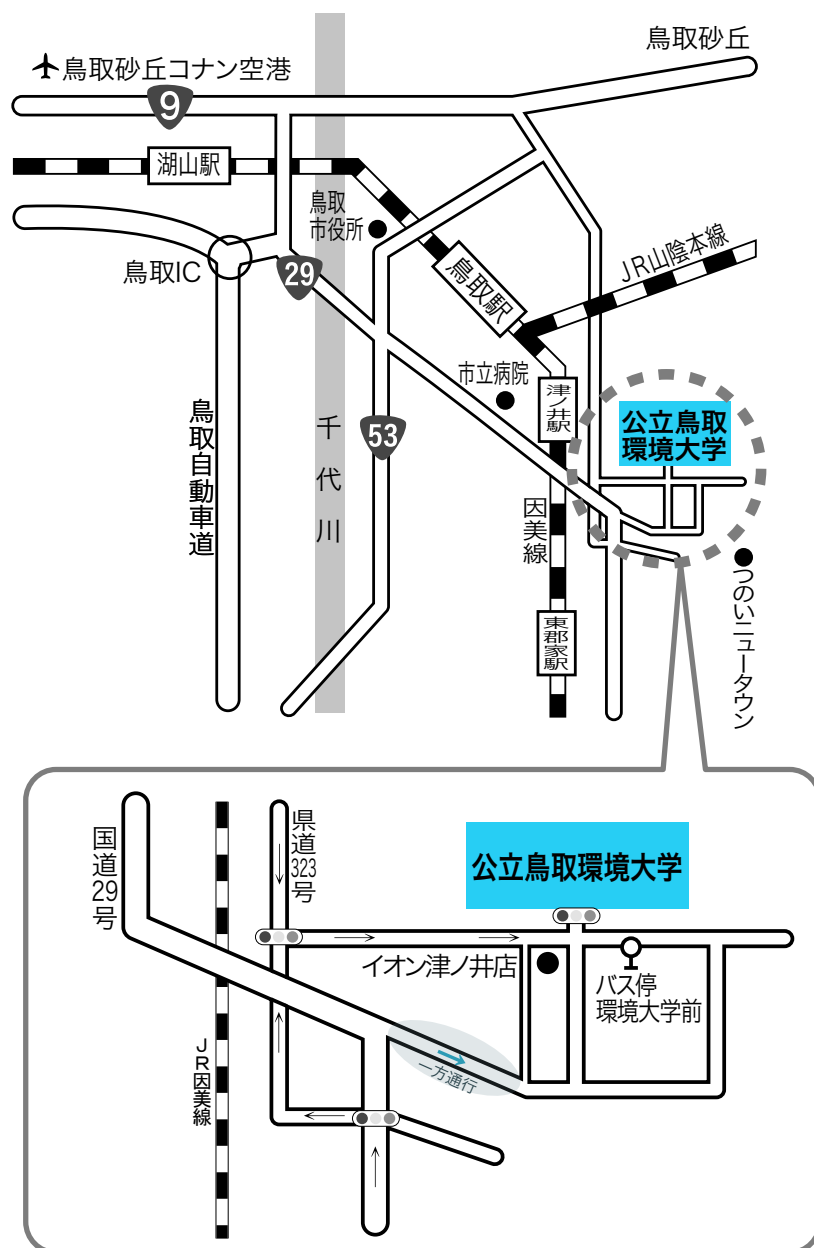 鳥取砂丘
鳥取砂丘コナン空港
9
湖山駅
鳥取
市役所
JR山陰本線
鳥取IC
29
鳥取駅
市立病院
津ノ井駅
公立鳥取
環境大学
鳥取自動車道
千代川
53
因美線
つのいニュータウン
東郡家駅
国道29号
県道323号
公立鳥取環境大学
イオン津ノ井店
バス停
環境大学前
JR因美線
一方通行